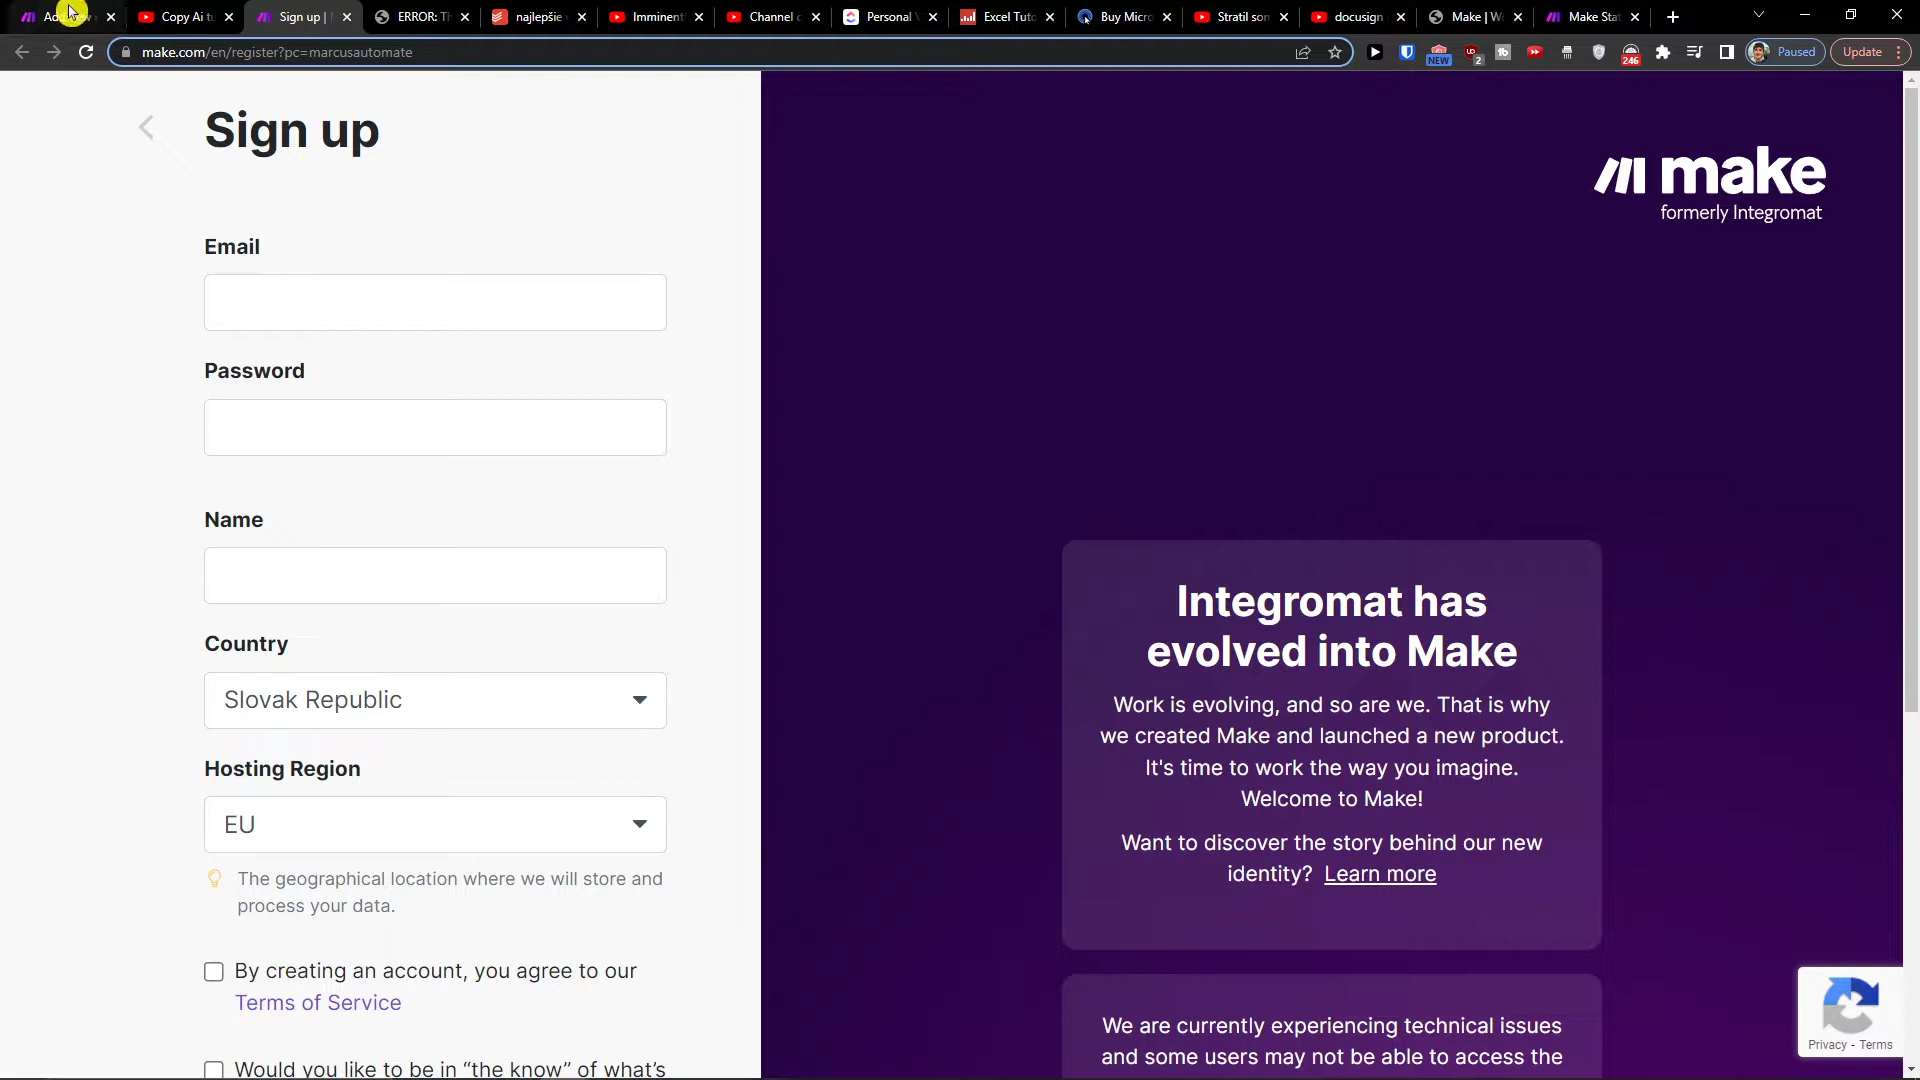 Copy Ai tu
Sign up |
ERROR: Th
najlepšie
Imminent
Channel c
Personal
Excel Tuto
Buy Micro
Stratil som
docusign
Make | W
Make Stat
make.com/en/register?pc=marcusautomate
NEW
2
246
Paused
Update
Sign up
Email
Password
Name
Country
Slovak Republic
Hosting Region
EU
The geographical location where we will store and
process your data.
By creating an account, you agree to our
Terms of Service
Would you like to be in “the know” of what’s
make
formerly Integromat
Integromat has
evolved into Make
Work is evolving, and so are we. That is why
we created Make and launched a new product.
It's time to work the way you imagine.
Welcome to Make!
Want to discover the story behind our new
identity? Learn more
We are currently experiencing technical issues
and some users may not be able to access the
Privacy - Terms